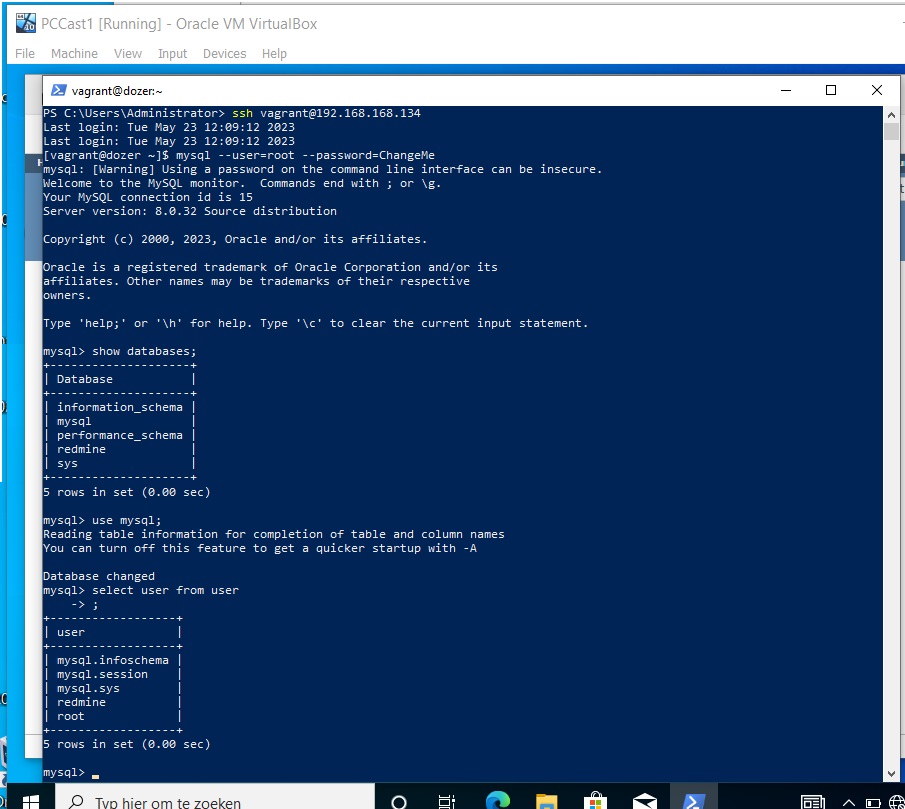 PCCast1 [Running] - Oracle VM VirtualBox
File Machine View Input Devices Help
vagrant@dozer:~
PS C:\Users\Administrator> ssh vagrant@192.168.168.134
Last login: Tue May 23 12:09:12 2023
Last login: Tue May 23 12:09:12 2023
[vagrant@dozer ~]$ mysql --user=root --password=ChangeMe
mysql: [Warning] Using a password on the command line interface can be insecure.
Welcome to the MySQL monitor.  Commands end with ; or \g.
Your MySQL connection id is 15
Server version: 8.0.32 Source distribution
Copyright (c) 2000, 2023, Oracle and/or its affiliates.
Oracle is a registered trademark of Oracle Corporation and/or its
affiliates. Other names may be trademarks of their respective
owners.
Type 'help;' or '\h' for help. Type '\c' to clear the current input statement.
mysql> show databases;
+--------------------+
| Database           |
+--------------------+
| information_schema |
| mysql              |
| performance_schema |
| redmine            |
| sys                |
+--------------------+
5 rows in set (0.00 sec)
mysql> use mysql;
Reading table information for completion of table and column names
You can turn off this feature to get a quicker startup with -A
Database changed
mysql> select user from user
    -> ;
+------------------+
| user             |
+------------------+
| mysql.infoschema |
| mysql.session    |
| mysql.sys        |
| redmine          |
| root             |
+------------------+
5 rows in set (0.00 sec)
mysql>
Typ hier om te zoeken